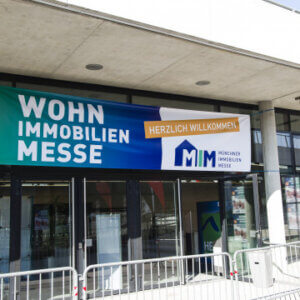 WOHN
IMMOBILIEN
MESSE
HERZLICH WILLKOMMEN
MIM
MÜNCHNER
IMMOBILIEN
MESSE